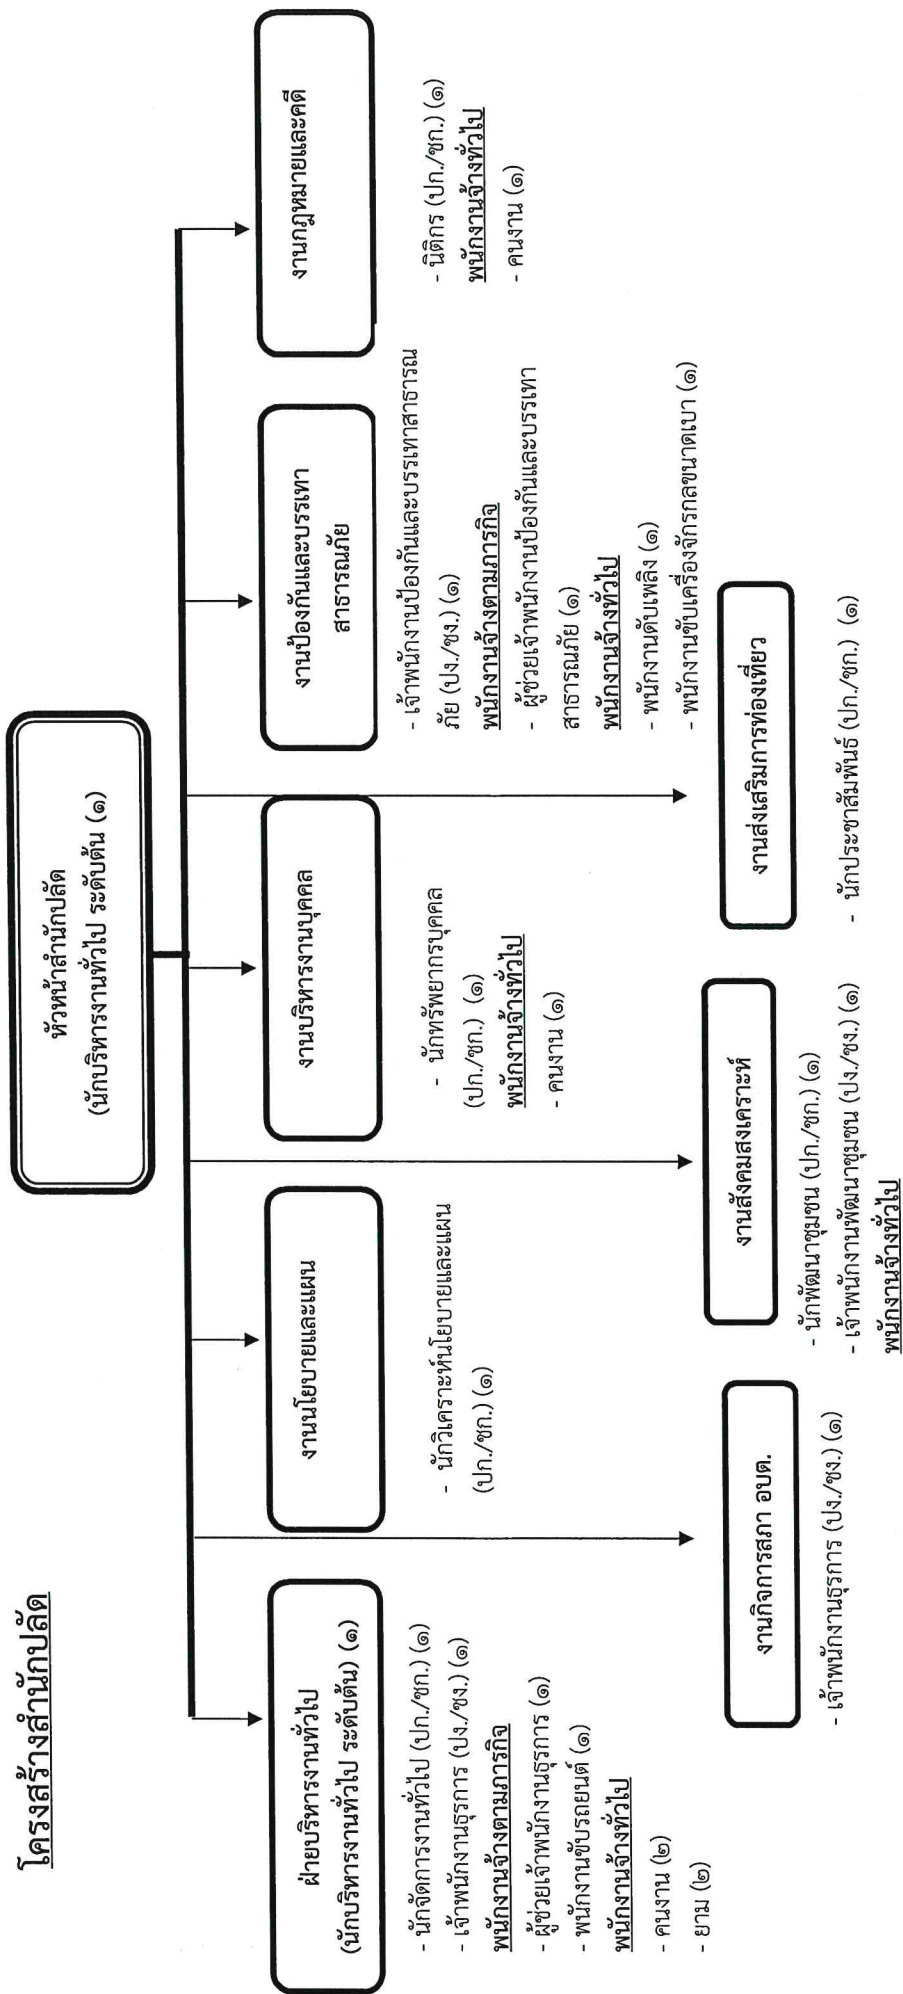 โครงสร้างสำนักปลัด
หัวหน้าสำนักปลัด
(นักบริหารงานทั่วไป ระดับต้น (๑)
ฝ่ายบริหารงานทั่วไป
(นักบริหารงานทั่วไป ระดับต้น) (๑)
- นักจัดการงานทั่วไป (ปก./ชก.) (๑)
- เจ้าพนักงานธุรการ (ปง./ชง.) (๑)
พนักงานจ้างตามภารกิจ
- ผู้ช่วยเจ้าพนักงานธุรการ (๑)
- พนักงานขับรถยนต์ (๑)
พนักงานจ้างทั่วไป
- คนงาน (๒)
- ยาม (๒)
งานนโยบายและแผน
- นักวิเคราะห์นโยบายและแผน
(ปก./ชก.) (๑)
งานบริหารงานบุคคล
- นักทรัพยากรบุคคล
(ปก./ชก.) (๑)
พนักงานจ้างทั่วไป
- คนงาน (๑)
งานป้องกันและบรรเทา
สาธารณภัย
- เจ้าพนักงานป้องกันและบรรเทาสาธารณ
ภัย (ปง./ชง.) (๑)
พนักงานจ้างตามภารกิจ
- ผู้ช่วยเจ้าพนักงานป้องกันและบรรเทา
สาธารณภัย (๑)
พนักงานจ้างทั่วไป
- พนักงานดับเพลิง (๑)
- พนักงานขับเครื่องจักรกลขนาดเบา (๑)
งานกฎหมายและคดี
- นิติกร (ปก./ชก.) (๑)
พนักงานจ้างทั่วไป
- คนงาน (๑)
งานกิจการสภา อบต.
- เจ้าพนักงานธุรการ (ปง./ชง.) (๑)
งานสังคมสงเคราะห์
- นักพัฒนาชุมชน (ปก./ชก.) (๑)
- เจ้าพนักงานพัฒนาชุมชน (ปง./ชง.) (๑)
พนักงานจ้างทั่วไป
งานส่งเสริมการท่องเที่ยว
- นักประชาสัมพันธ์ (ปก./ชก.) (๑)